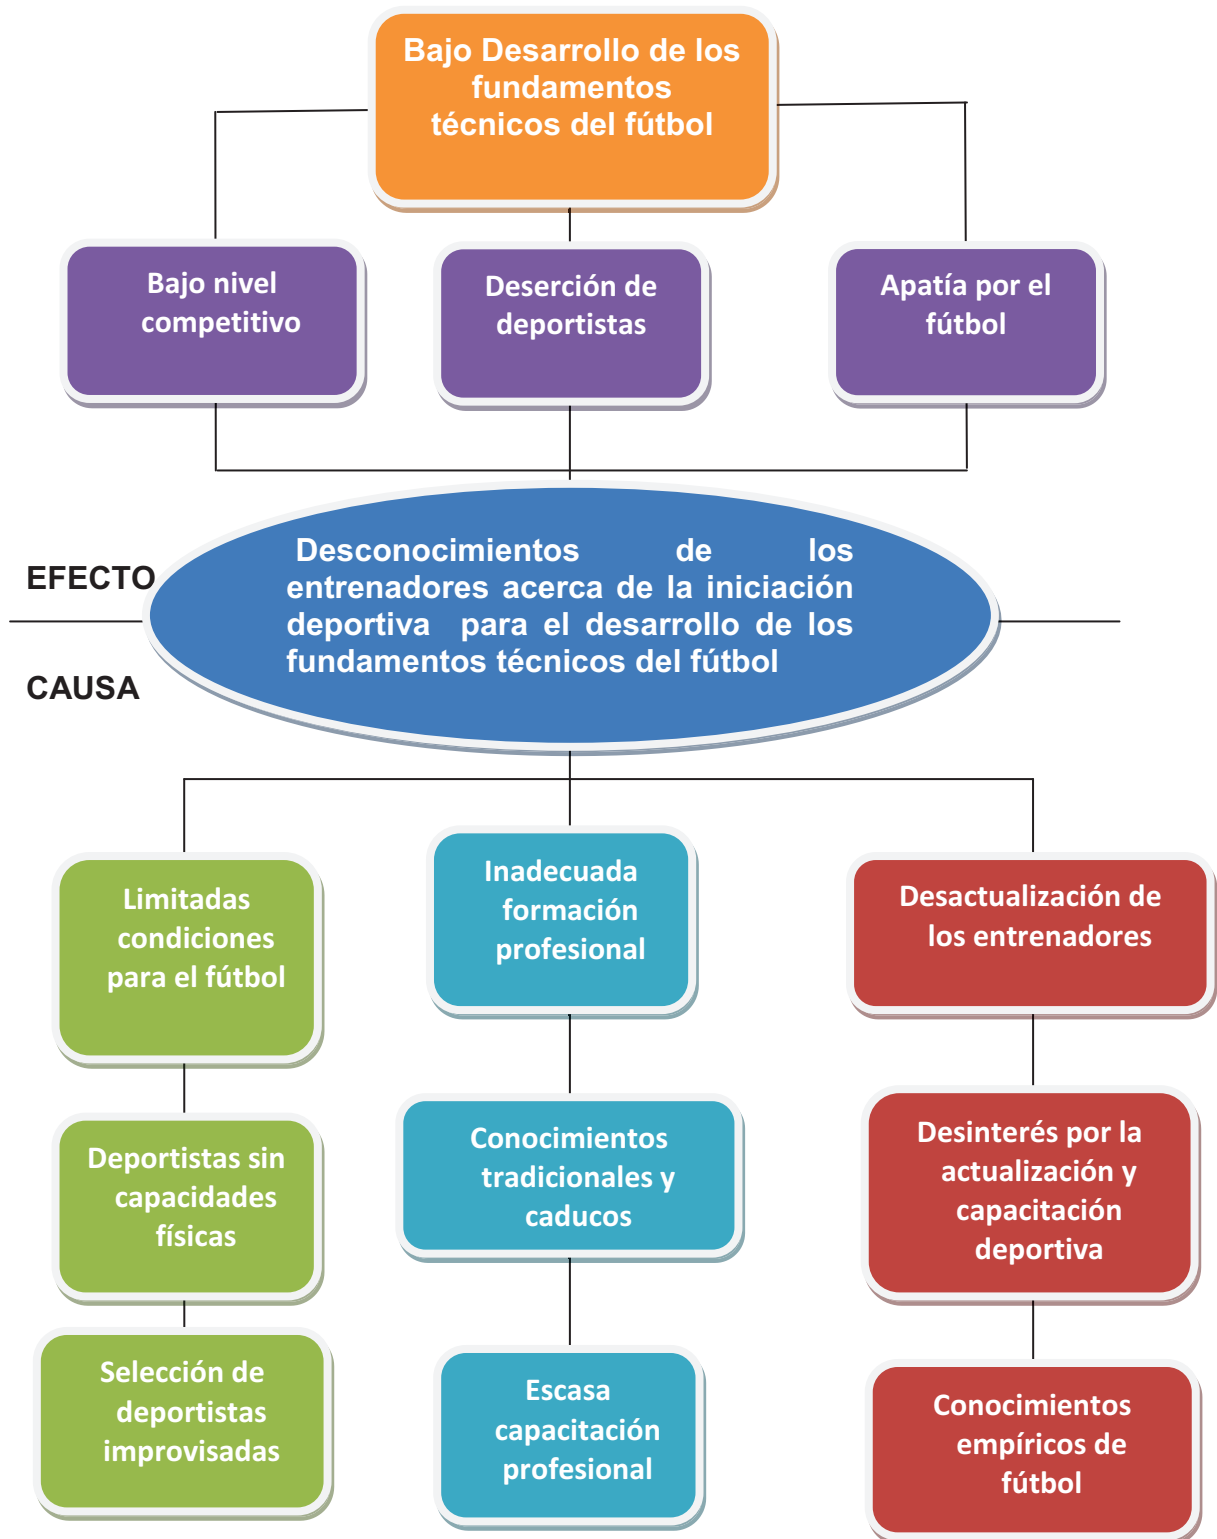 Bajo Desarrollo de los
fundamentos
técnicos del fútbol
Bajo nivel
competitivo
Deserción de
deportistas
Apatía por el
fútbol
EFECTO
Desconocimientos de los
entrenadores acerca de la iniciación
deportiva para el desarrollo de los
fundamentos técnicos del fútbol
CAUSA
Limitadas
condiciones
para el fútbol
Inadecuada
formación
profesional
Desactualización de
los entrenadores
Deportistas sin
capacidades
físicas
Conocimientos
tradicionales y
caducos
Desinterés por la
actualización y
capacitación
deportiva
Selección de
deportistas
improvisadas
Escasa
capacitación
profesional
Conocimientos
empíricos de
fútbol